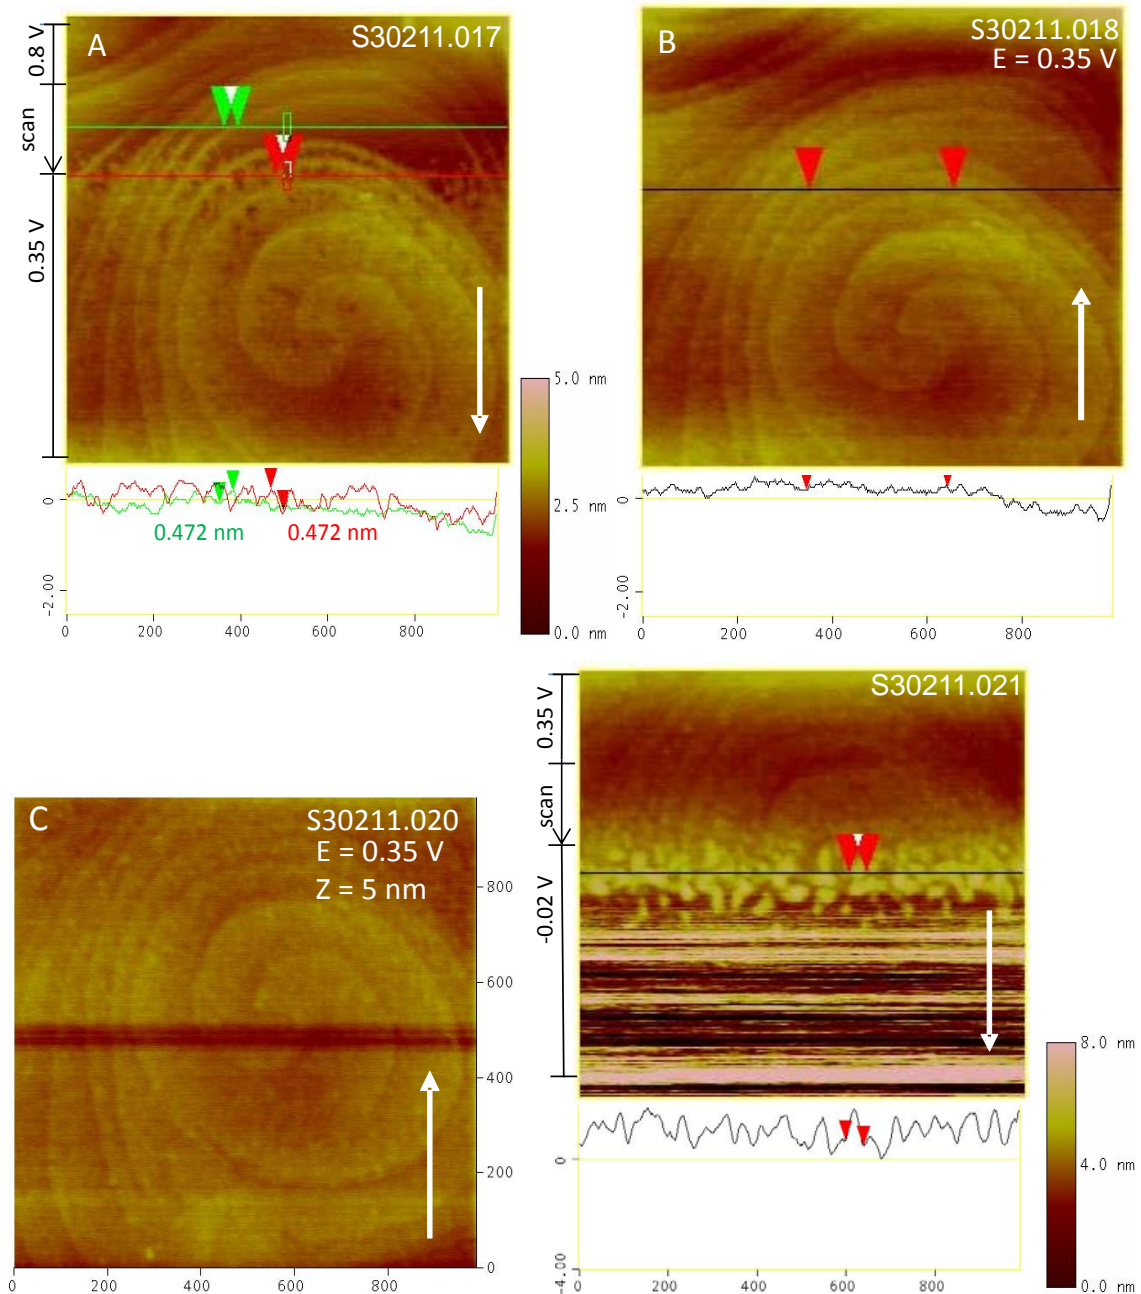 A
S30211.017
0.8 V
scan
0.35 V
0
-2.00
0.472 nm
0.472 nm
0
200
400
600
800
5.0 nm
2.5 nm
0.0 nm
B
S30211.018
E = 0.35 V
0
-2.00
0
200
400
600
800
C
S30211.020
E = 0.35 V
Z = 5 nm
800
600
400
200
0
0
200
400
600
800
S30211.021
0.35 V
scan
-0.02 V
0
-4.00
0
200
400
600
800
8.0 nm
4.0 nm
0.0 nm